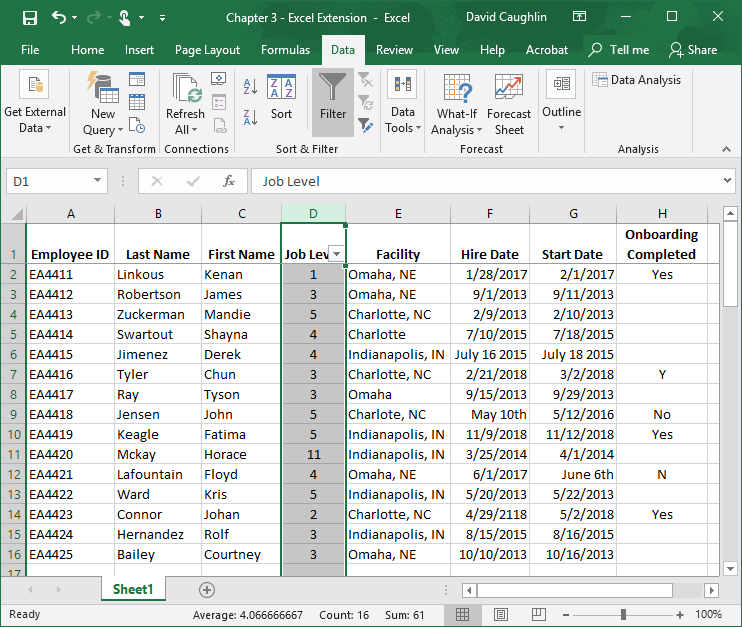 Chapter 3 - Excel Extension - Excel David Caughlin
File Home Insert Page Layout Formulas Data Review View Help Acrobat Tell me Share
Get External Data
New Query
Refresh All
Sort
Filter
Data Tools
What-If Analysis
Forecast Sheet
Outline
Data Analysis
Get & Transform Connections Sort & Filter Forecast Analysis
D1 fx Job Level
A B C D E F G H
1 Employee ID Last Name First Name Job Lev Facility Hire Date Start Date Onboarding Completed
2 EA4411 Linkous Kenan 1 Omaha, NE 1/28/2017 2/1/2017 Yes
3 EA4412 Robertson James 3 Omaha, NE 9/1/2013 9/11/2013
4 EA4413 Zuckerman Mandie 5 Charlotte, NC 2/9/2013 2/10/2013
5 EA4414 Swartout Shayna 4 Charlotte 7/10/2015 7/18/2015
6 EA4415 Jimenez Derek 4 Indianapolis, IN July 16 2015 July 18 2015
7 EA4416 Tyler Chun 3 Charlotte, NC 2/21/2018 3/2/2018 Y
8 EA4417 Ray Tyson 3 Omaha 9/15/2013 9/29/2013
9 EA4418 Jensen John 5 Charlote, NC May 10th 5/12/2016 No
10 EA4419 Keagle Fatima 5 Indianapolis, IN 11/9/2018 11/12/2018 Yes
11 EA4420 Mckay Horace 11 Indianapolis, IN 3/25/2014 4/1/2014
12 EA4421 Lafountain Floyd 4 Omaha, NE 6/1/2017 June 6th N
13 EA4422 Ward Kris 5 Indianapolis, IN 5/20/2013 5/22/2013
14 EA4423 Connor Johan 2 Charlotte, NC 4/29/2118 5/2/2018 Yes
15 EA4424 Hernandez Rolf 3 Indianapolis, IN 8/15/2015 8/16/2015
16 EA4425 Bailey Courtney 3 Omaha, NE 10/10/2013 10/16/2013
17
Sheet1
Ready Average: 4.066666667 Count: 16 Sum: 61 100%